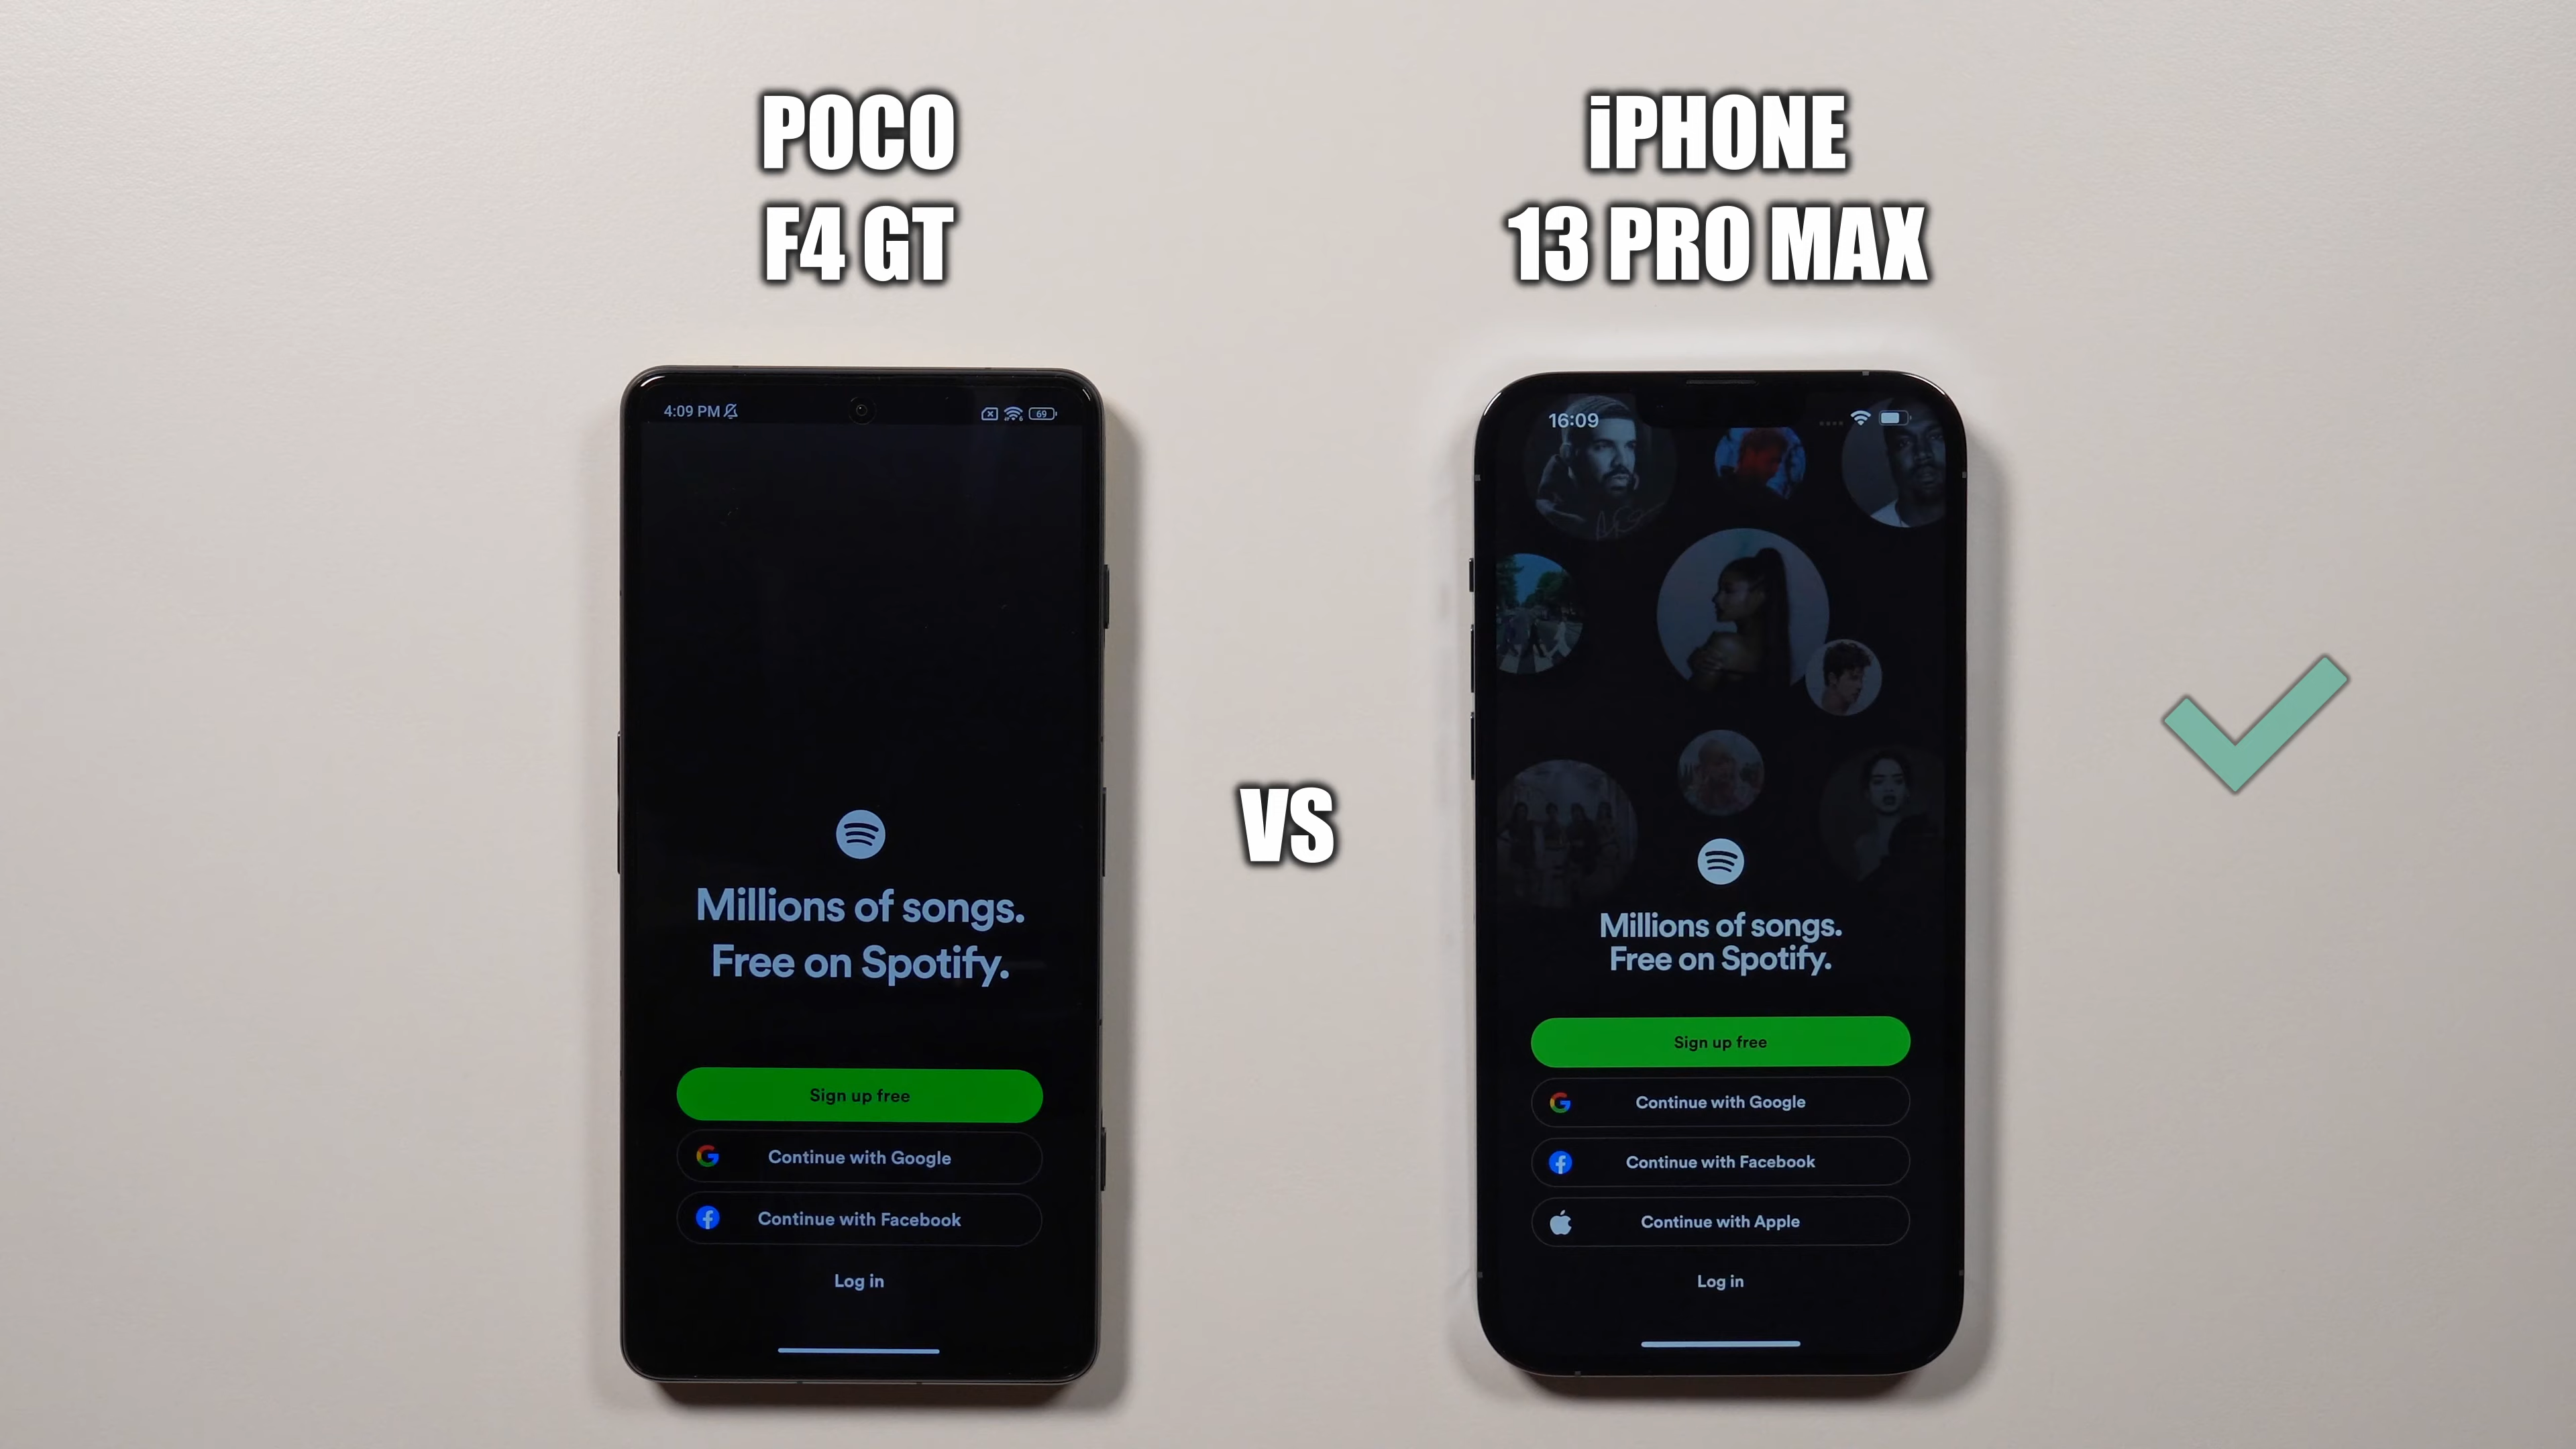 POCO
F4 GT
iPHONE
13 PRO MAX
VS
4:09 PM
69
Millions of songs.
Free on Spotify.
Sign up free
Continue with Google
Continue with Facebook
Log in
16:09
Millions of songs.
Free on Spotify.
Sign up free
Continue with Google
Continue with Facebook
Continue with Apple
Log in